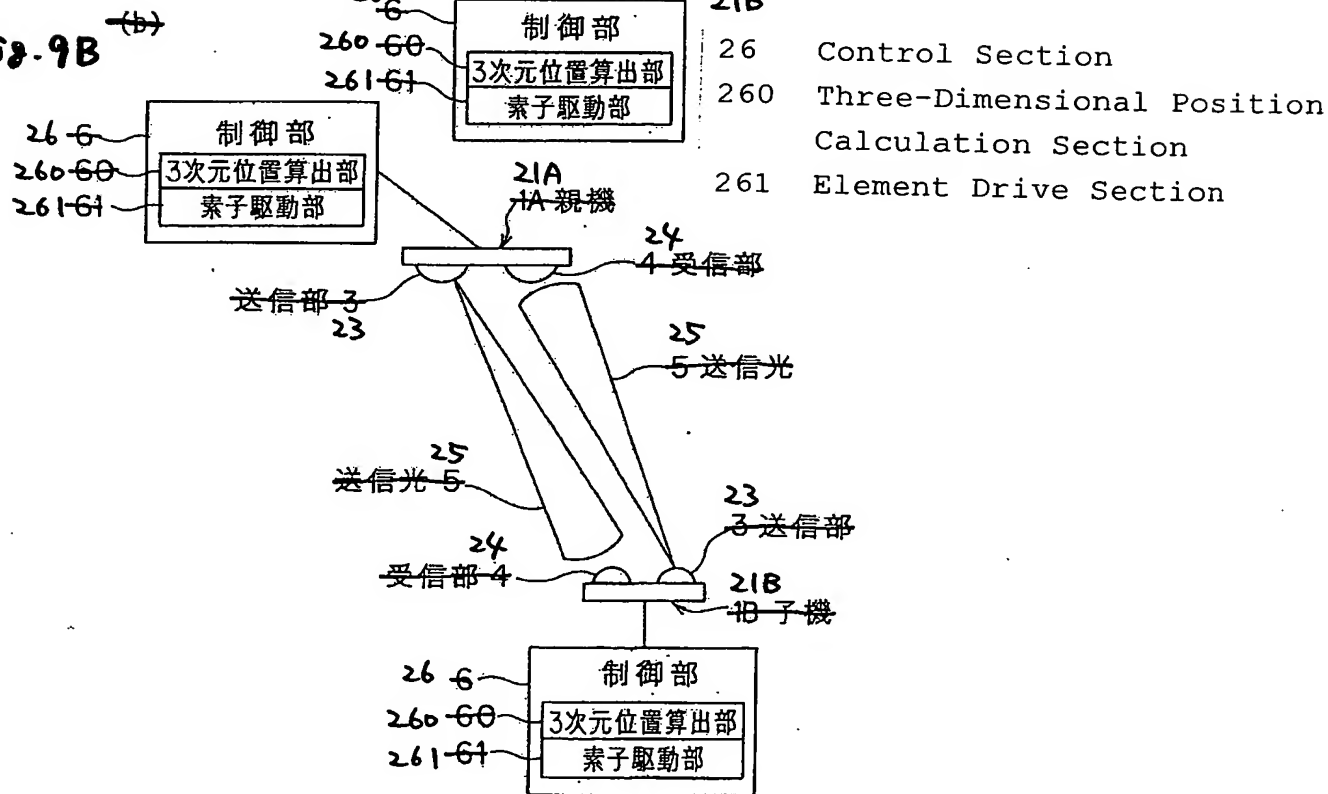 6
制御部
21B
260 60
3次元位置算出部
261 61
素子駆動部
26 Control Section
260 Three-Dimensional Position
Calculation Section
261 Element Drive Section
(b)
9B
26 6
制御部
260 60
3次元位置算出部
261 61
素子駆動部
21A
1A 親機
24
4 受信部
送信部 3
23
25
5 送信光
25
送信光 5
23
3 送信部
24
受信部 4
21B
1B 子機
26 6
制御部
260 60
3次元位置算出部
261 61
素子駆動部